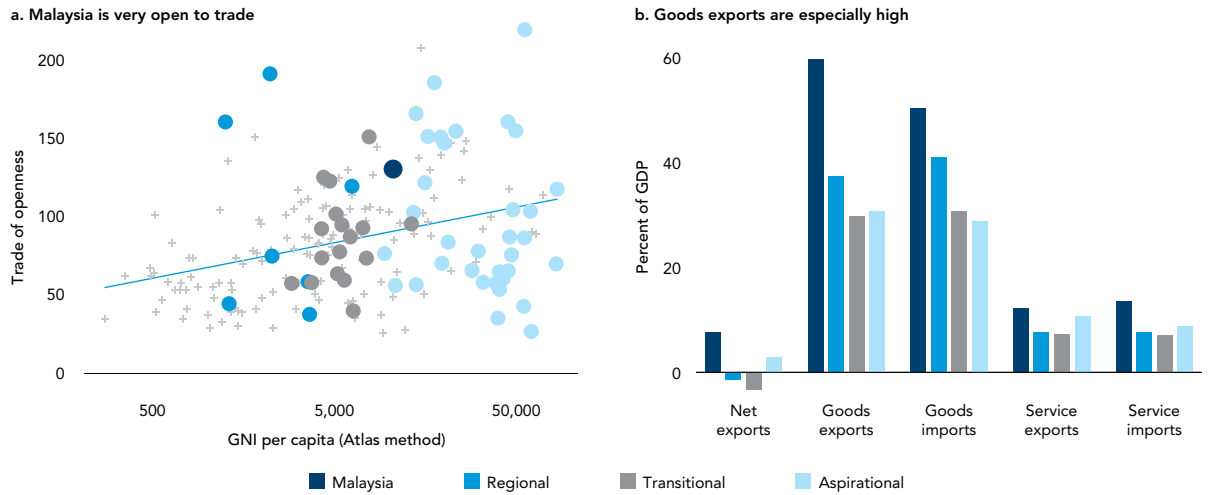 a. Malaysia is very open to trade
200
150
100
50
0
Trade of openness
500
5,000
50,000
GNI per capita (Atlas method)
b. Goods exports are especially high
60
40
20
0
Percent of GDP
Net
exports
Goods
exports
Goods
imports
Service
exports
Service
imports
Malaysia
Regional
Transitional
Aspirational